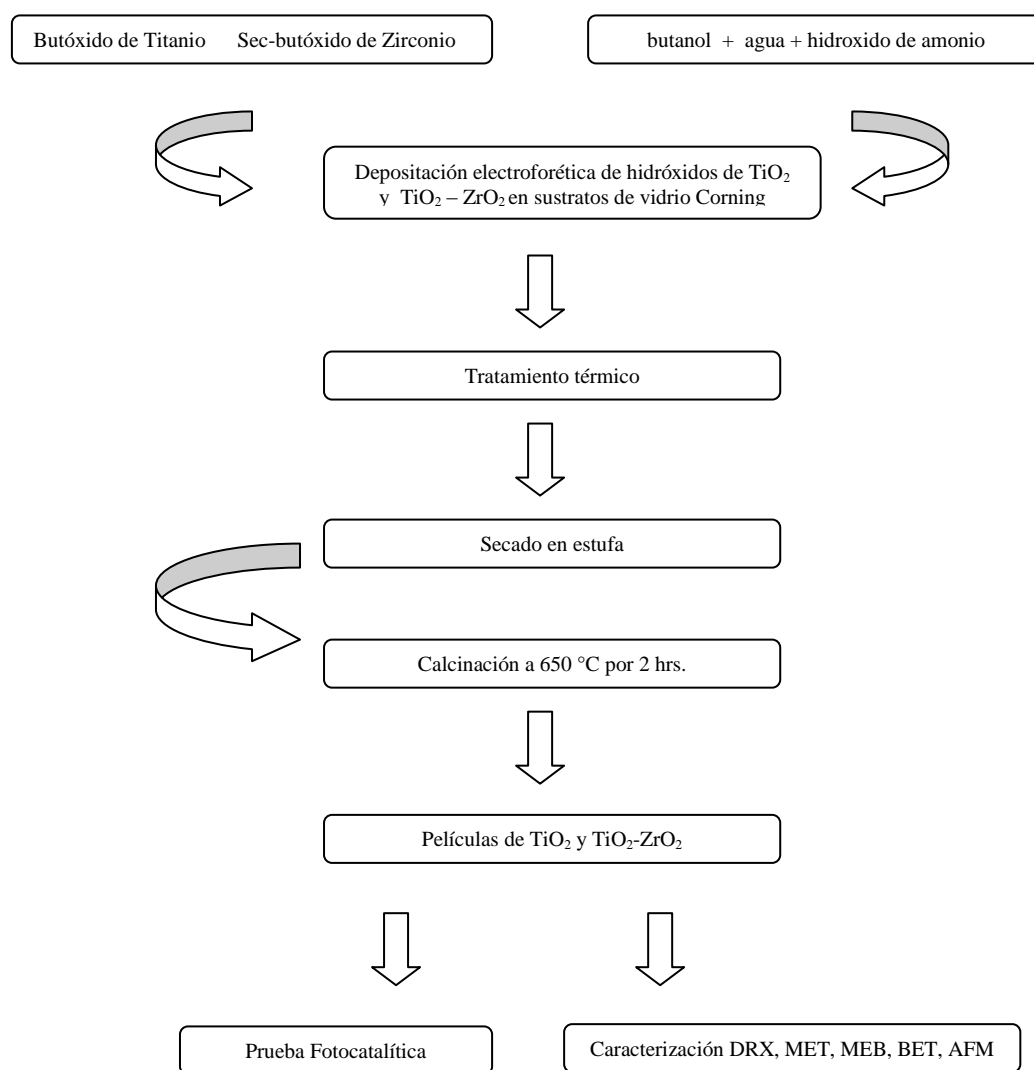 Butóxido de Titanio Sec-butóxido de Zirconio
butanol + agua + hidroxido de amonio
Depositación electroforética de hidróxidos de TiO₂
y TiO₂ – ZrO₂ en sustratos de vidrio Corning
Tratamiento térmico
Secado en estufa
Calcinación a 650 °C por 2 hrs.
Películas de TiO₂ y TiO₂-ZrO₂
Prueba Fotocatalítica
Caracterización DRX, MET, MEB, BET, AFM